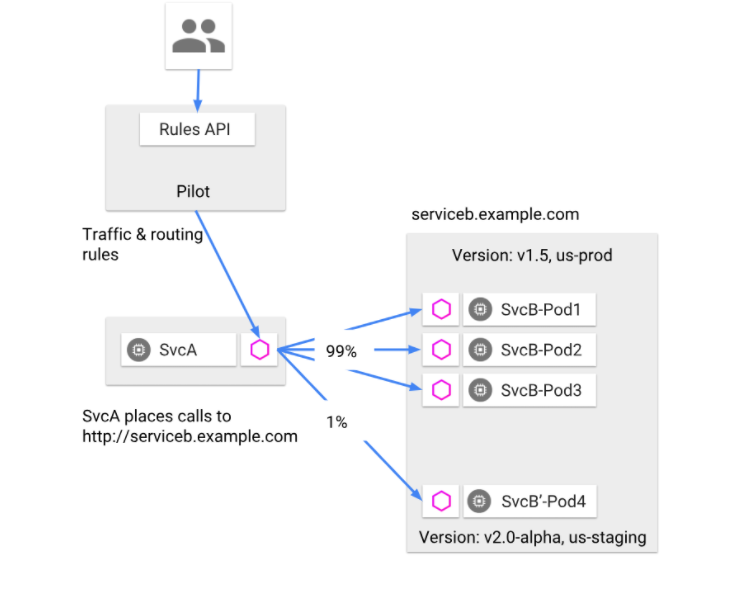 Rules API
Pilot
Traffic & routing
rules
serviceb.example.com
Version: v1.5, us-prod
SvcB-Pod1
SvcA
99%
SvcB-Pod2
SvcB-Pod3
SvcA places calls to
http://serviceb.example.com
1%
SvcB’-Pod4
Version: v2.0-alpha, us-staging